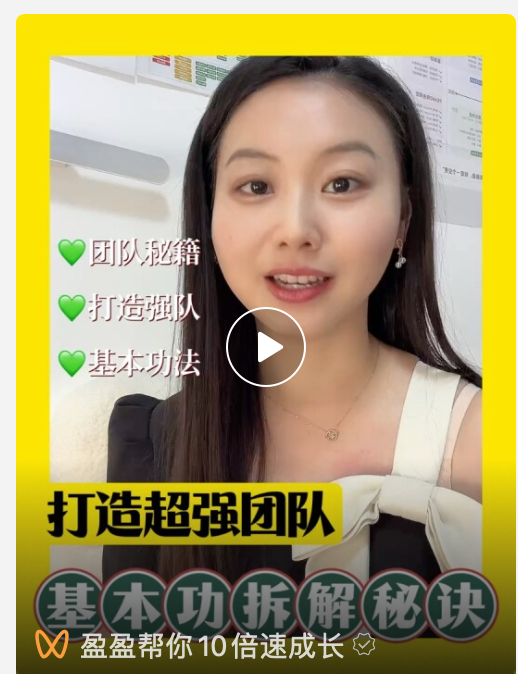 💚团队秘籍
💚打造强队
💚基本功法
打造超强团队
基本功拆解秘诀
盈盈帮你10倍速成长